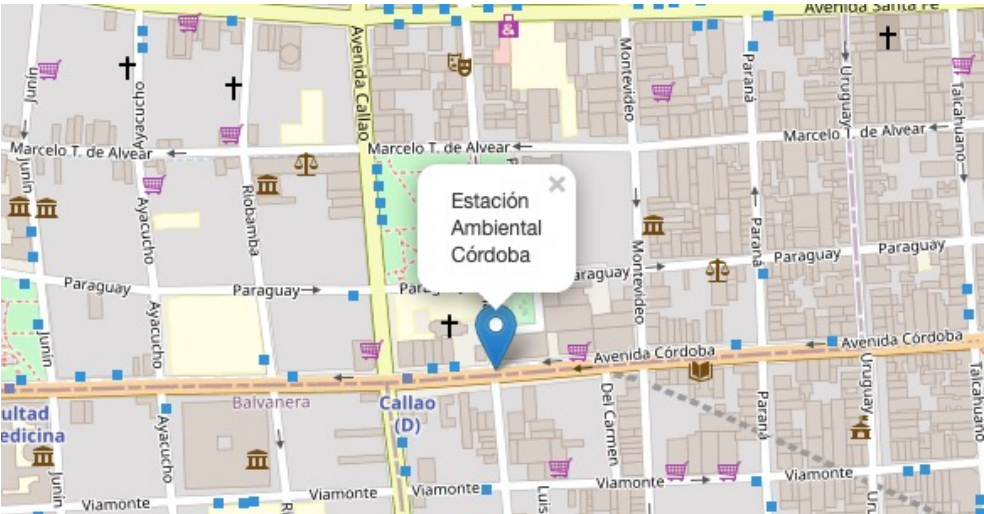 Avenida Santa Fe
Junín
Ayacucho
Avenida Callao
Montevideo
Paraná
Uruguay
Talcahuano
Marcelo T. de Alvear
Marcelo T. de Alvear
Marcelo T. de Alvear
Junín
Ayacucho
Riobamba
Estación
Ambiental
Córdoba
×
Montevideo
Paraná
Paraguay
Paraguay
Paraguay
Paraguay
Paraguay
Junín
Ayacucho
Avenida Córdoba
Avenida Córdoba
Balvanera
Callao
(D)
ultad
edicina
Junín
Ayacucho
Del Carmen
Paraná
Uruguay
Talcahuano
Viamonte
Viamonte
Viamonte
Viamonte
Viamonte
Luis
Uru